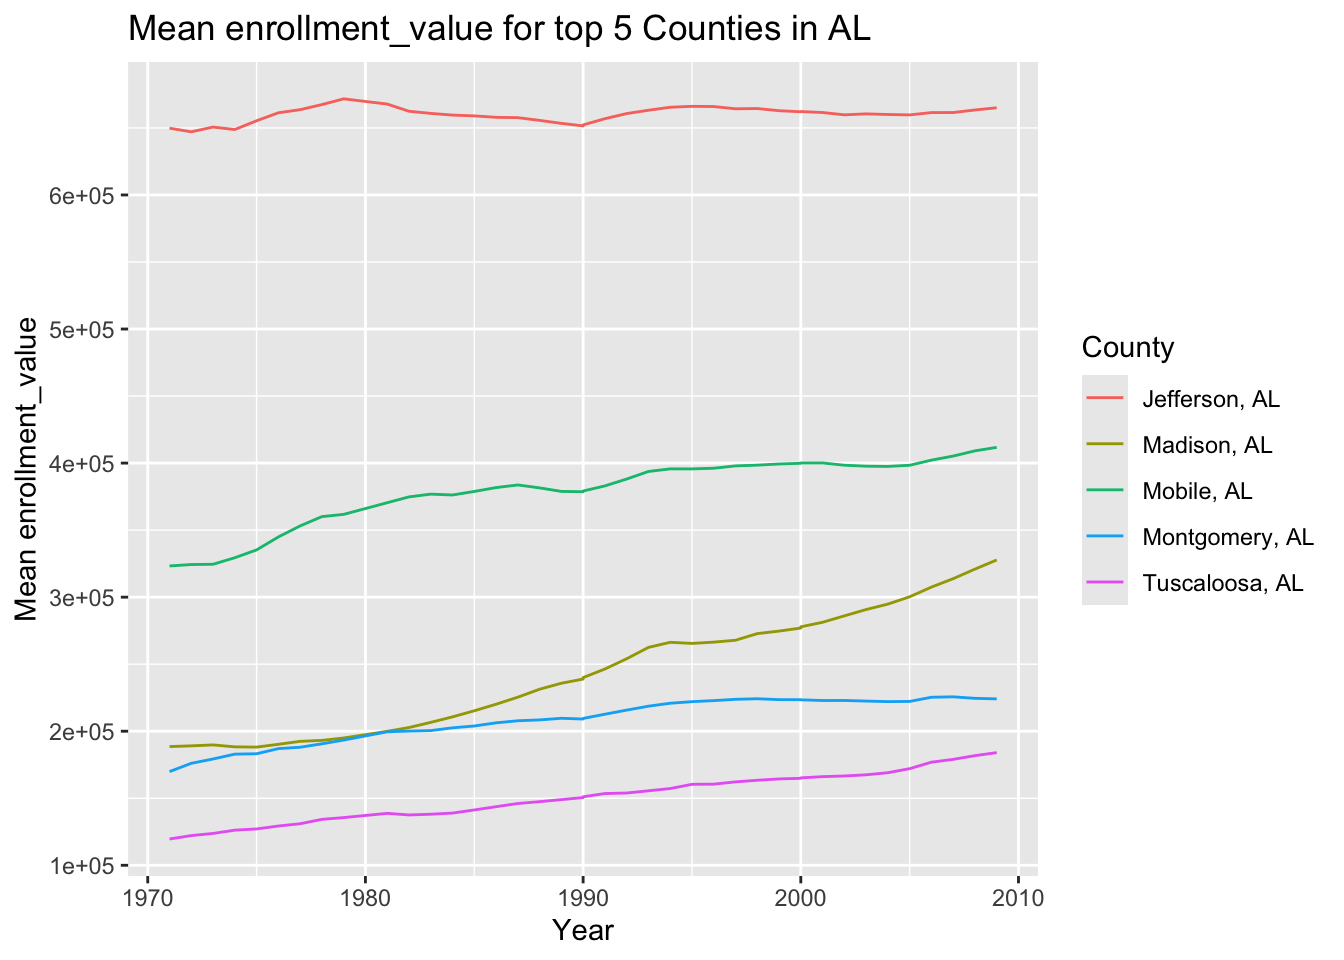 Mean enrollment_value for top 5 Counties in AL
Mean enrollment_value
6e+05
5e+05
4e+05
3e+05
2e+05
1e+05
1970
1980
1990
2000
2010
Year
County
Jefferson, AL
Madison, AL
Mobile, AL
Montgomery, AL
Tuscaloosa, AL